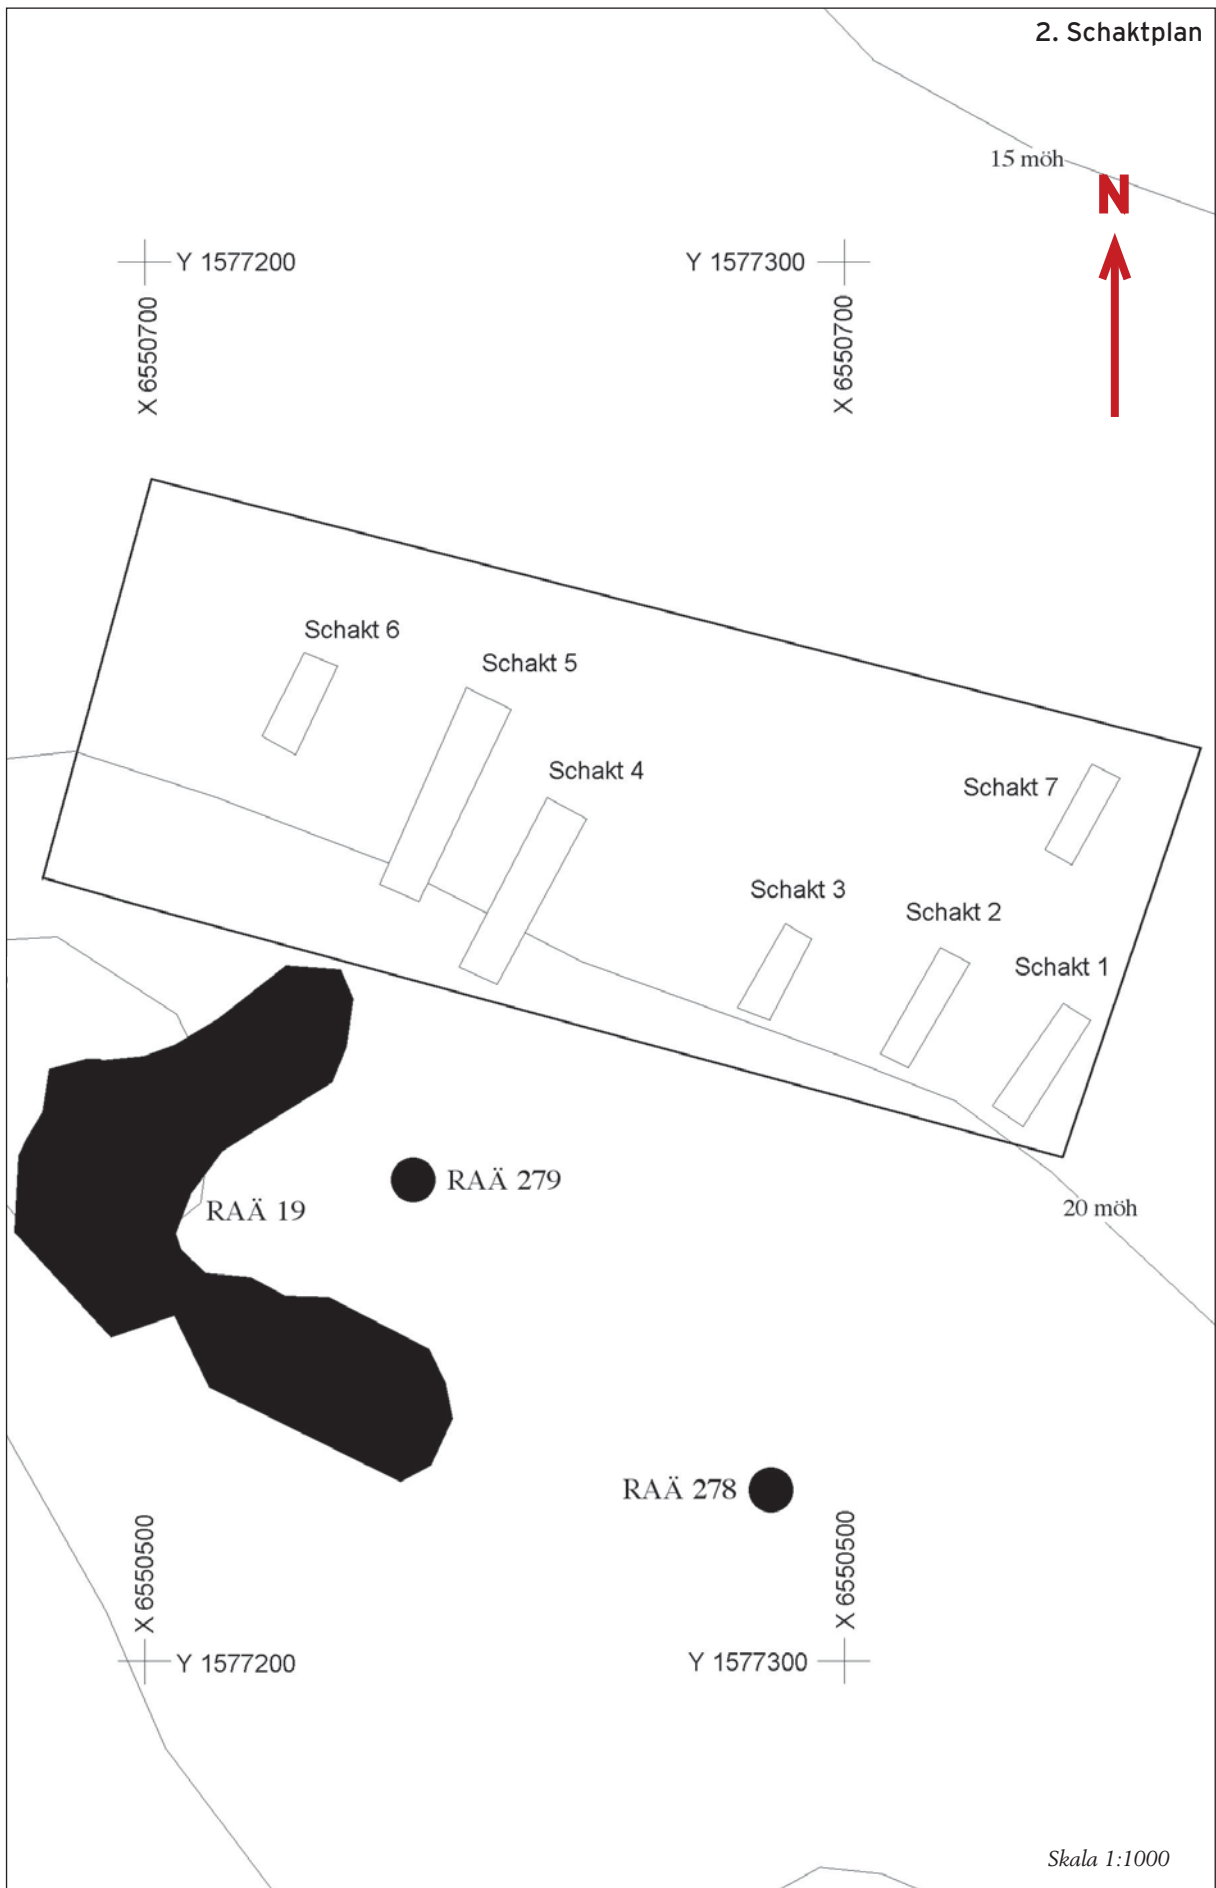 2. Schaktplan
15 möh
N
Y 1577200
Y 1577300
X 6550700
X 6550700
Schakt 6
Schakt 5
Schakt 4
Schakt 7
Schakt 3
Schakt 2
Schakt 1
RAÄ 279
RAÄ 19
20 möh
RAÄ 278
X 6550500
X 6550500
Y 1577200
Y 1577300
Skala 1:1000